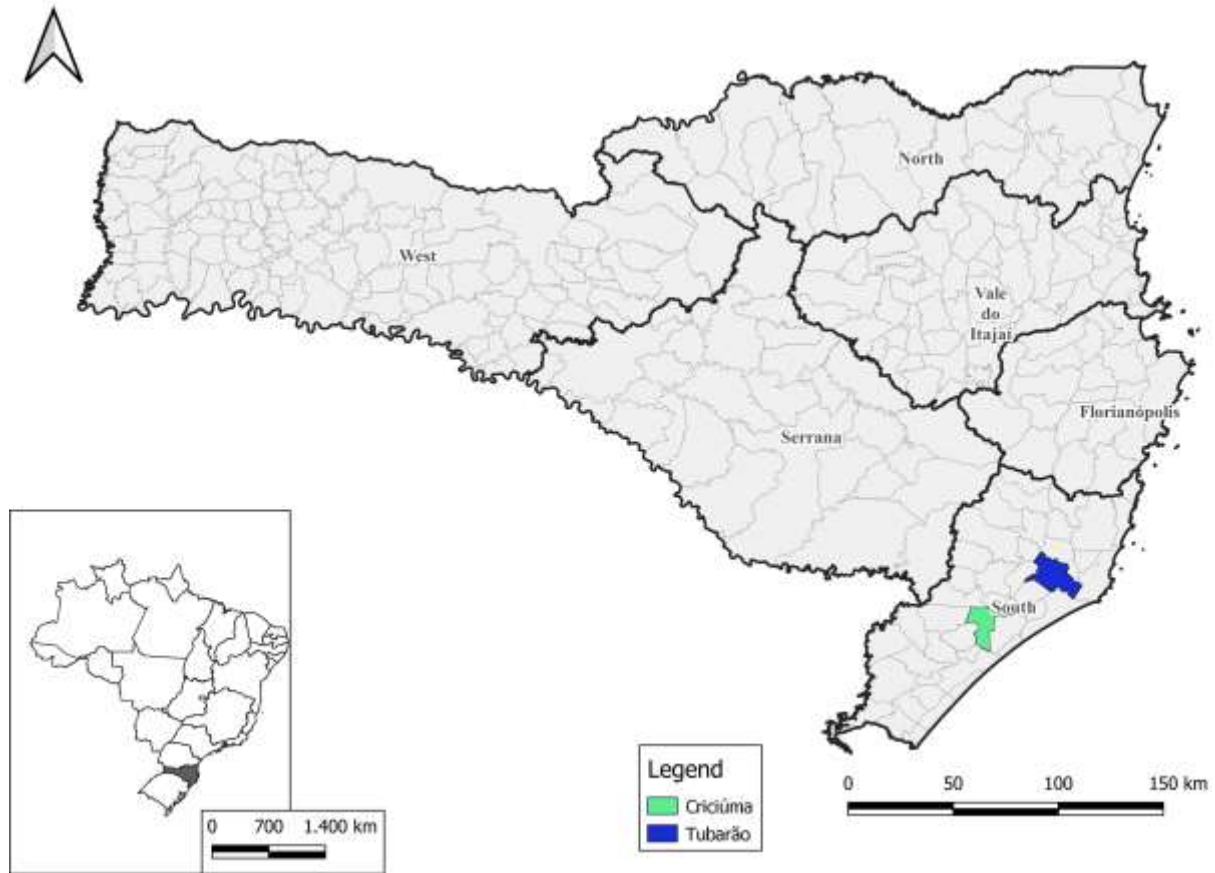 North
West
Vale
do
Itajaí
Florianópolis
Serrana
South
Legend
Criciúma
Tubarão
0 50 100 150 km
0 700 1.400 km